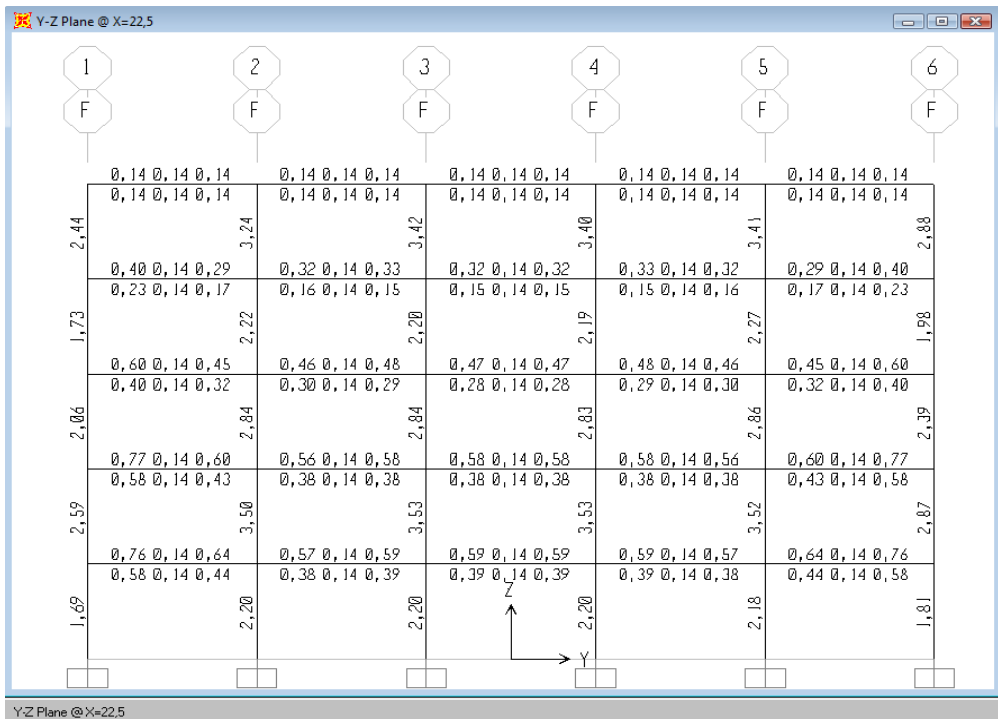 Y-Z Plane @ X=22,5
1 2 3 4 5 6
F F F F F F
0,14 0,14 0,14 0,14 0,14 0,14 0,14 0,14 0,14 0,14 0,14 0,14 0,14 0,14 0,14
0,14 0,14 0,14 0,14 0,14 0,14 0,14 0,14 0,14 0,14 0,14 0,14 0,14 0,14 0,14
2,44 3,24 3,42 3,40 3,41 2,88
0,40 0,14 0,29 0,32 0,14 0,33 0,32 0,14 0,32 0,33 0,14 0,32 0,29 0,14 0,40
0,23 0,14 0,17 0,16 0,14 0,15 0,15 0,14 0,15 0,15 0,14 0,16 0,17 0,14 0,23
1,73 2,22 2,20 2,19 2,27 1,98
0,60 0,14 0,45 0,46 0,14 0,48 0,47 0,14 0,47 0,48 0,14 0,46 0,45 0,14 0,60
0,40 0,14 0,32 0,30 0,14 0,29 0,28 0,14 0,28 0,29 0,14 0,30 0,32 0,14 0,40
2,06 2,84 2,84 2,83 2,86 2,39
0,77 0,14 0,60 0,56 0,14 0,58 0,58 0,14 0,58 0,58 0,14 0,56 0,60 0,14 0,77
0,58 0,14 0,43 0,38 0,14 0,38 0,38 0,14 0,38 0,38 0,14 0,38 0,43 0,14 0,58
2,59 3,50 3,53 3,53 3,52 2,87
0,76 0,14 0,64 0,57 0,14 0,59 0,59 0,14 0,59 0,59 0,14 0,57 0,64 0,14 0,76
0,58 0,14 0,44 0,38 0,14 0,39 0,39 0,14 0,39 0,39 0,14 0,38 0,44 0,14 0,58
Z
1,69 2,20 2,20 2,20 2,18 1,81
Y
Y-Z Plane @ X=22,5